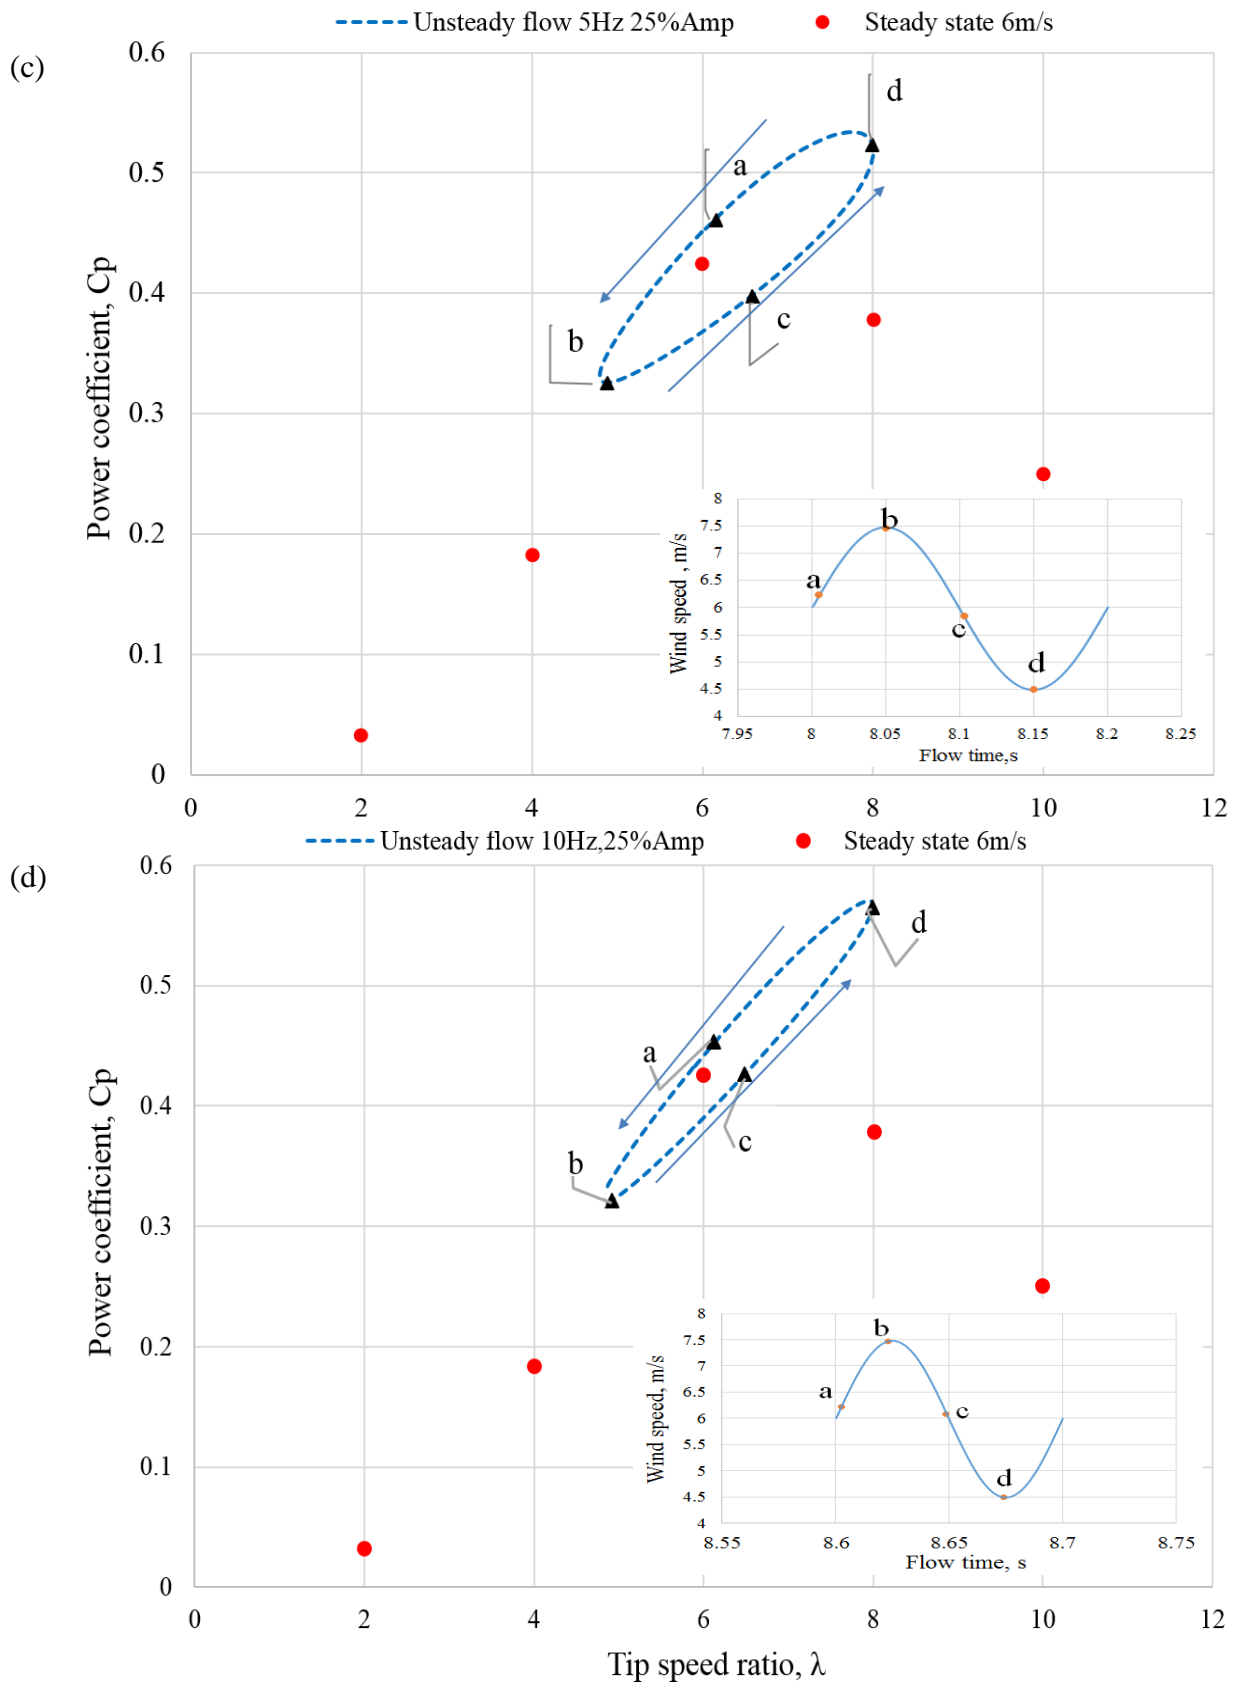 Unsteady flow 5Hz 25%Amp Steady state 6m/s
(c)
0.6
0.5
0.4
0.3
0.2
0.1
0
Power coefficient, Cp
d
a
b
c
8
7.5
7
6.5
6
5.5
5
4.5
4
Wind speed , m/s
a
b
c
d
7.95 8 8.05 8.1 8.15 8.2 8.25
Flow time,s
0 2 4 6 8 10 12
Unsteady flow 10Hz,25%Amp Steady state 6m/s
(d)
0.6
0.5
0.4
0.3
0.2
0.1
0
Power coefficient, Cp
d
a
c
b
8
7.5
7
6.5
6
5.5
5
4.5
4
Wind speed, m/s
b
a
c
d
8.55 8.6 8.65 8.7 8.75
Flow time, s
0 2 4 6 8 10 12
Tip speed ratio, λ